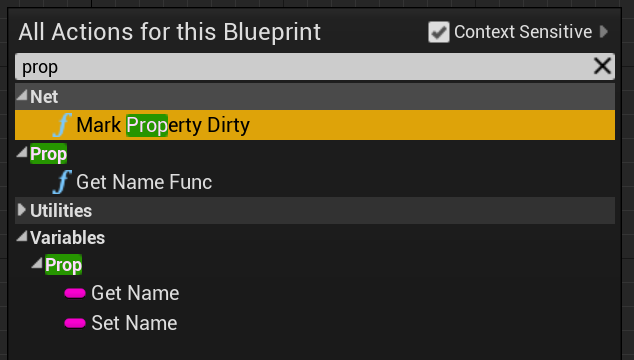 All Actions for this Blueprint Context Sensitive
prop
Net
Mark Property Dirty
Prop
Get Name Func
Utilities
Variables
Prop
Get Name
Set Name